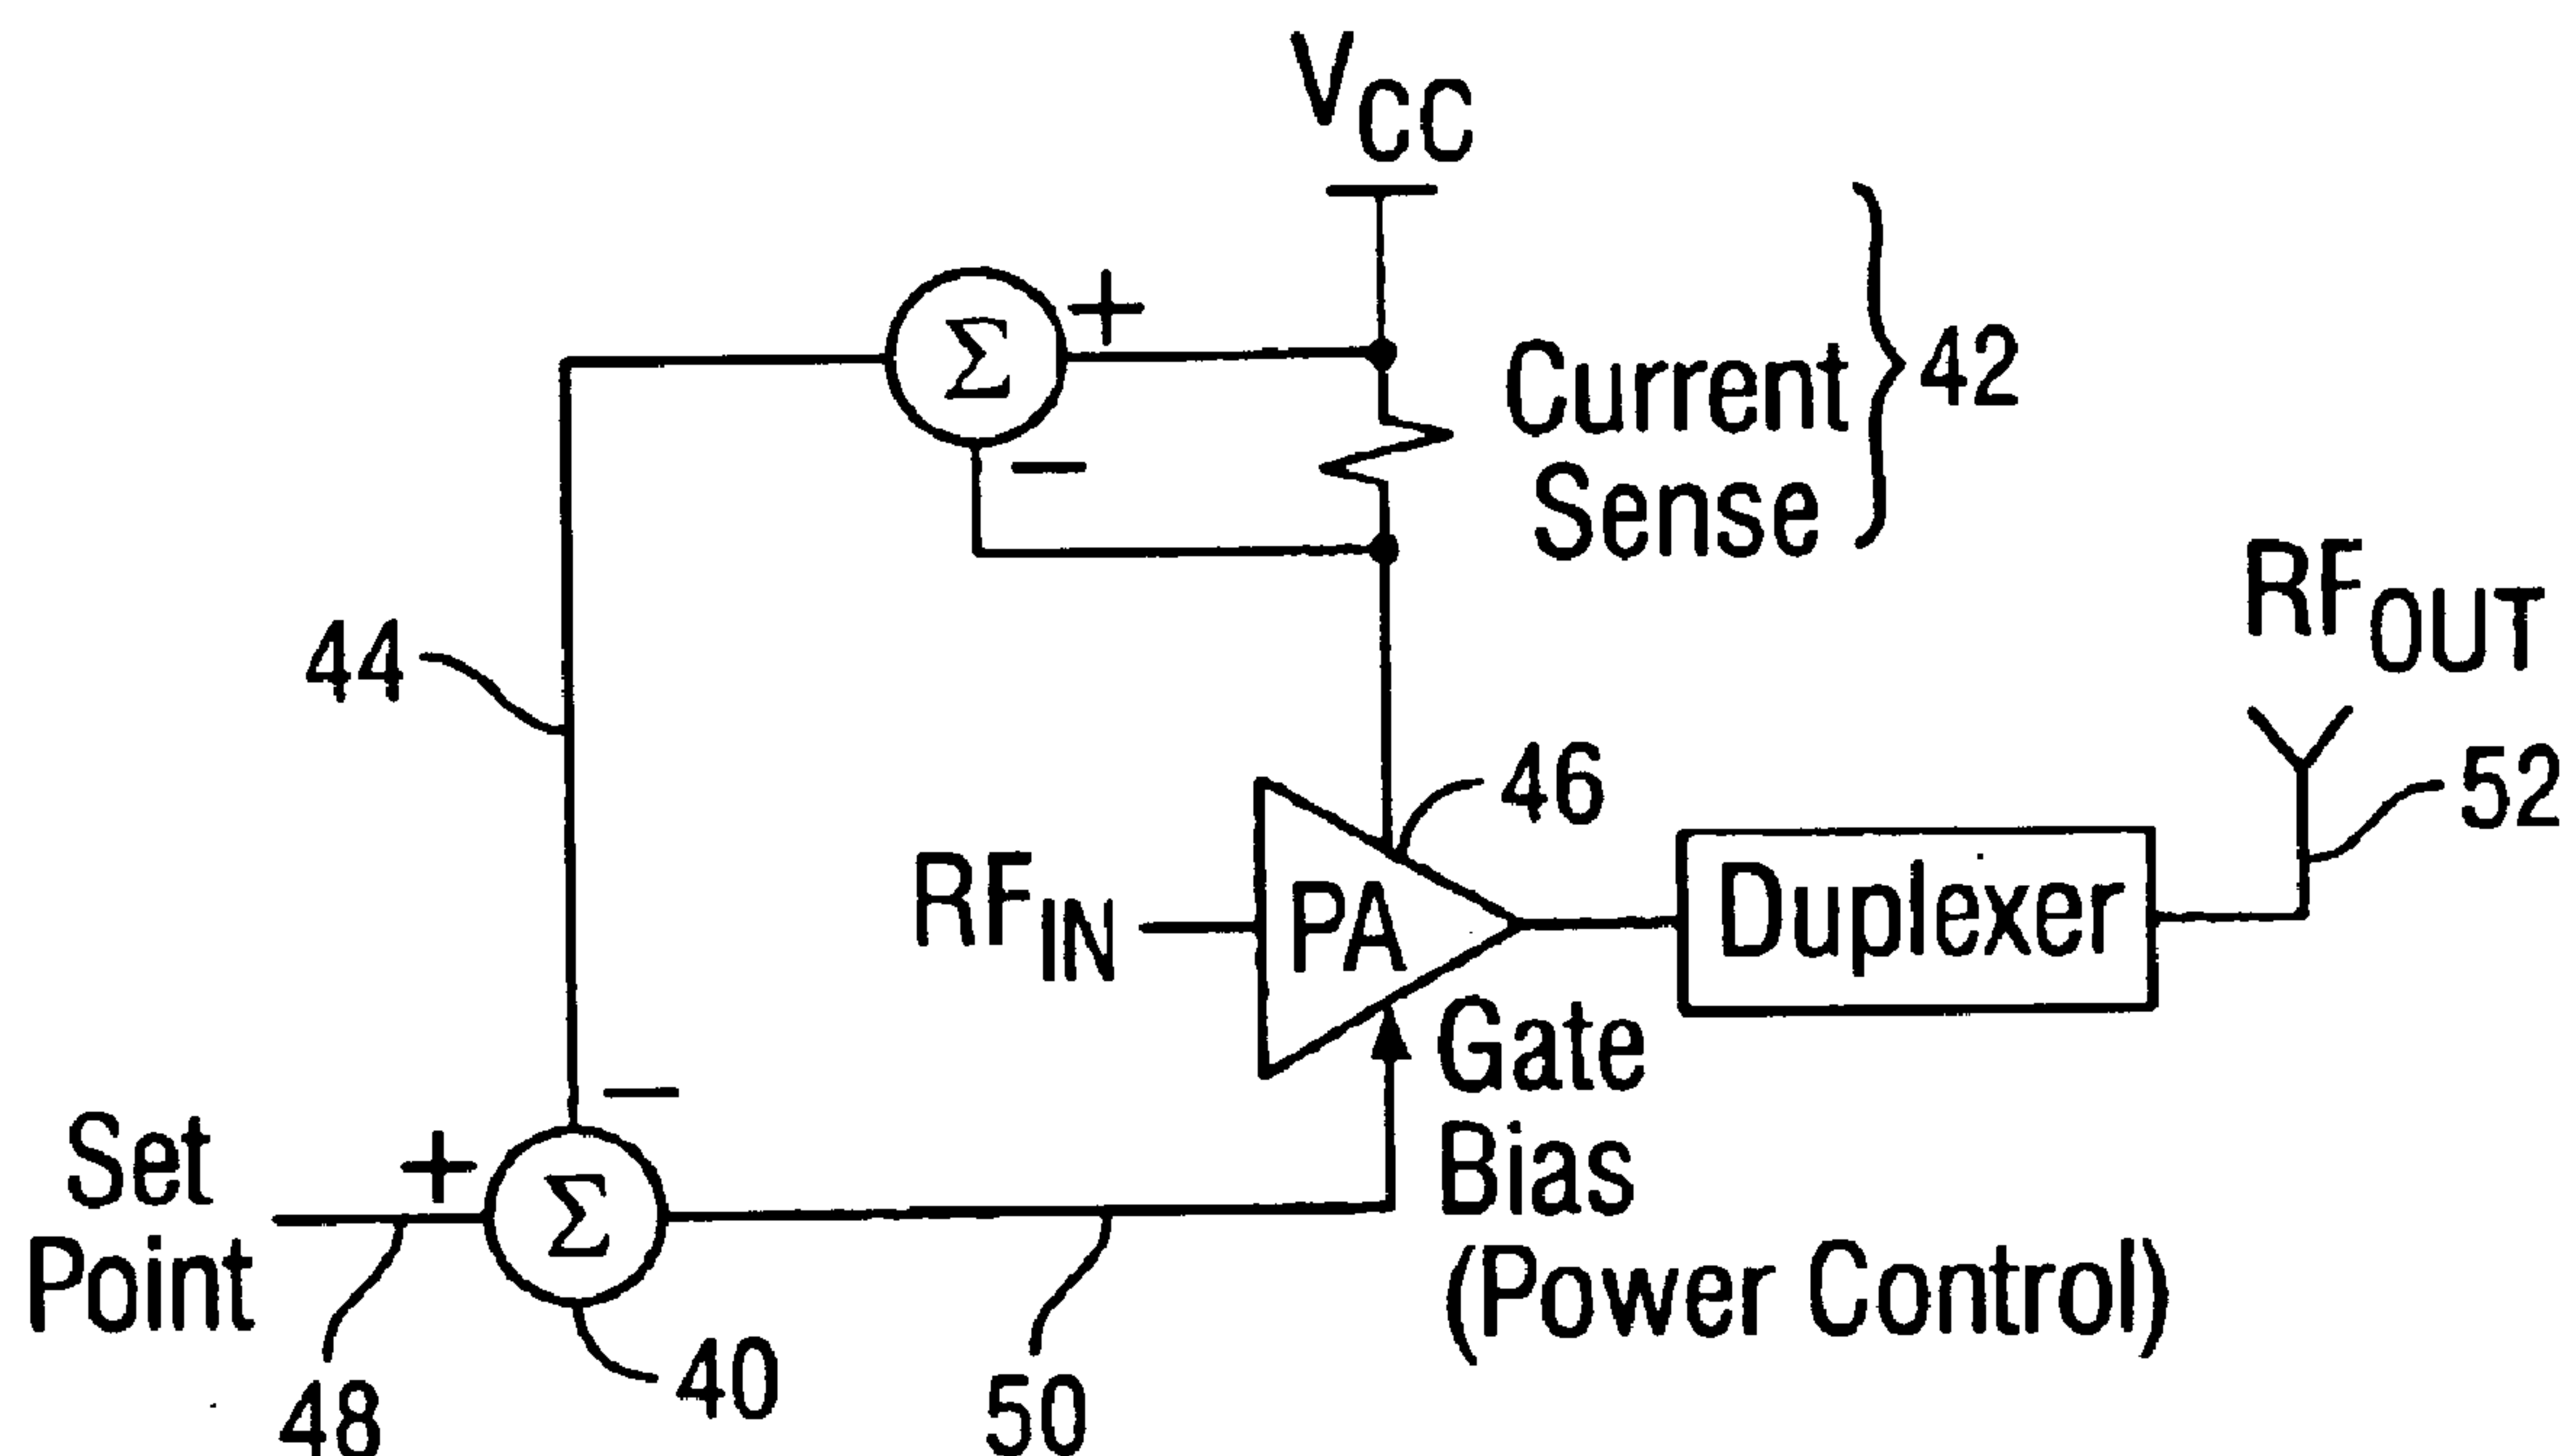 VCC
+
Σ
Current
Sense
42
−
RFOUT
44
46
52
RFIN
PA
Duplexer
Gate
Bias
(Power Control)
−
Set
Point
+
Σ
48
40
50